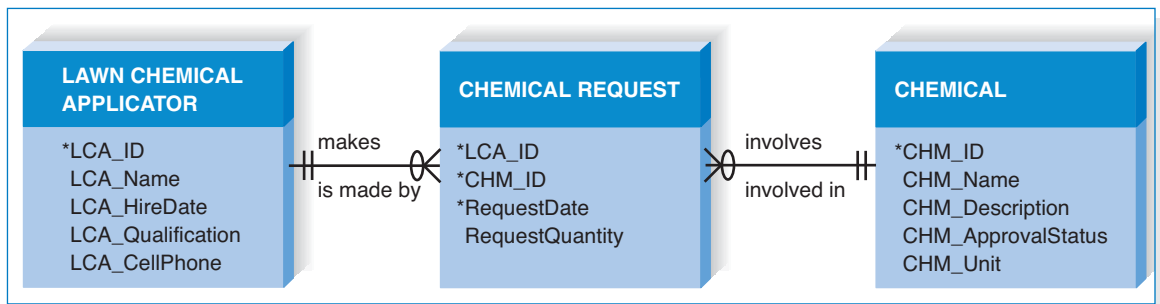 LAWN CHEMICAL
APPLICATOR
*LCA_ID
LCA_Name
LCA_HireDate
LCA_Qualification
LCA_CellPhone
makes
is made by
CHEMICAL REQUEST
*LCA_ID
*CHM_ID
*RequestDate
RequestQuantity
involves
involved in
CHEMICAL
*CHM_ID
CHM_Name
CHM_Description
CHM_ApprovalStatus
CHM_Unit